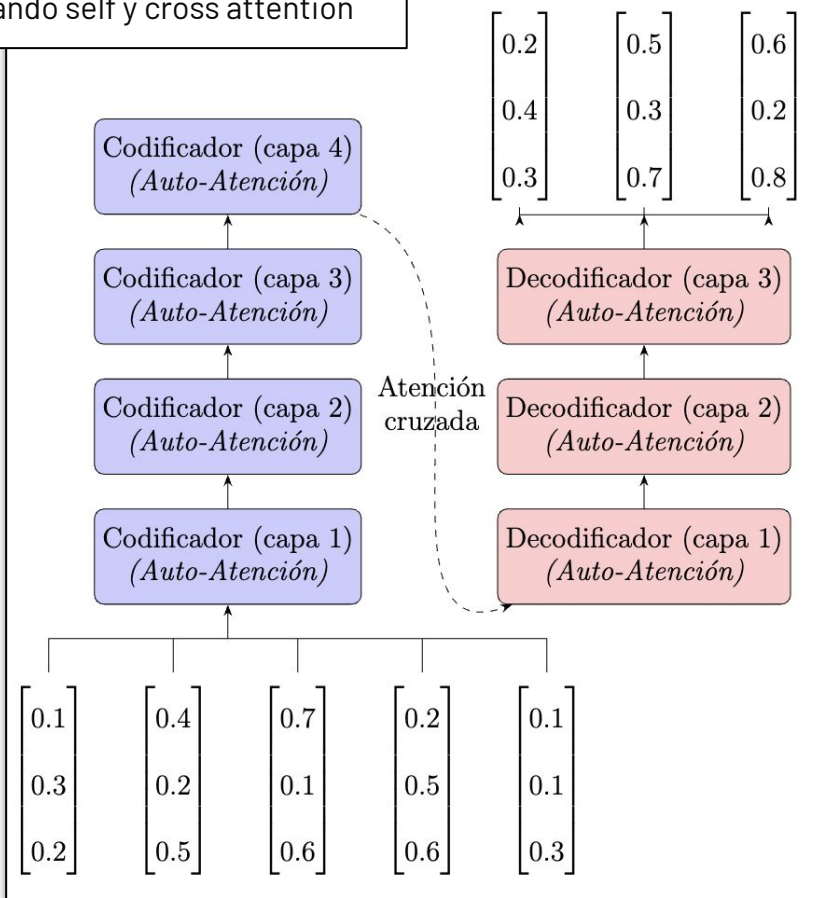 ando self y cross attention
0.2 0.5 0.6
0.4 0.3 0.2
0.3 0.7 0.8
Codificador (capa 4)
(Auto-Atención)
Codificador (capa 3)
(Auto-Atención)
Codificador (capa 2)
(Auto-Atención)
Codificador (capa 1)
(Auto-Atención)
Atención
cruzada
Decodificador (capa 3)
(Auto-Atención)
Decodificador (capa 2)
(Auto-Atención)
Decodificador (capa 1)
(Auto-Atención)
0.1 0.4 0.7 0.2 0.1
0.3 0.2 0.1 0.5 0.1
0.2 0.5 0.6 0.6 0.3